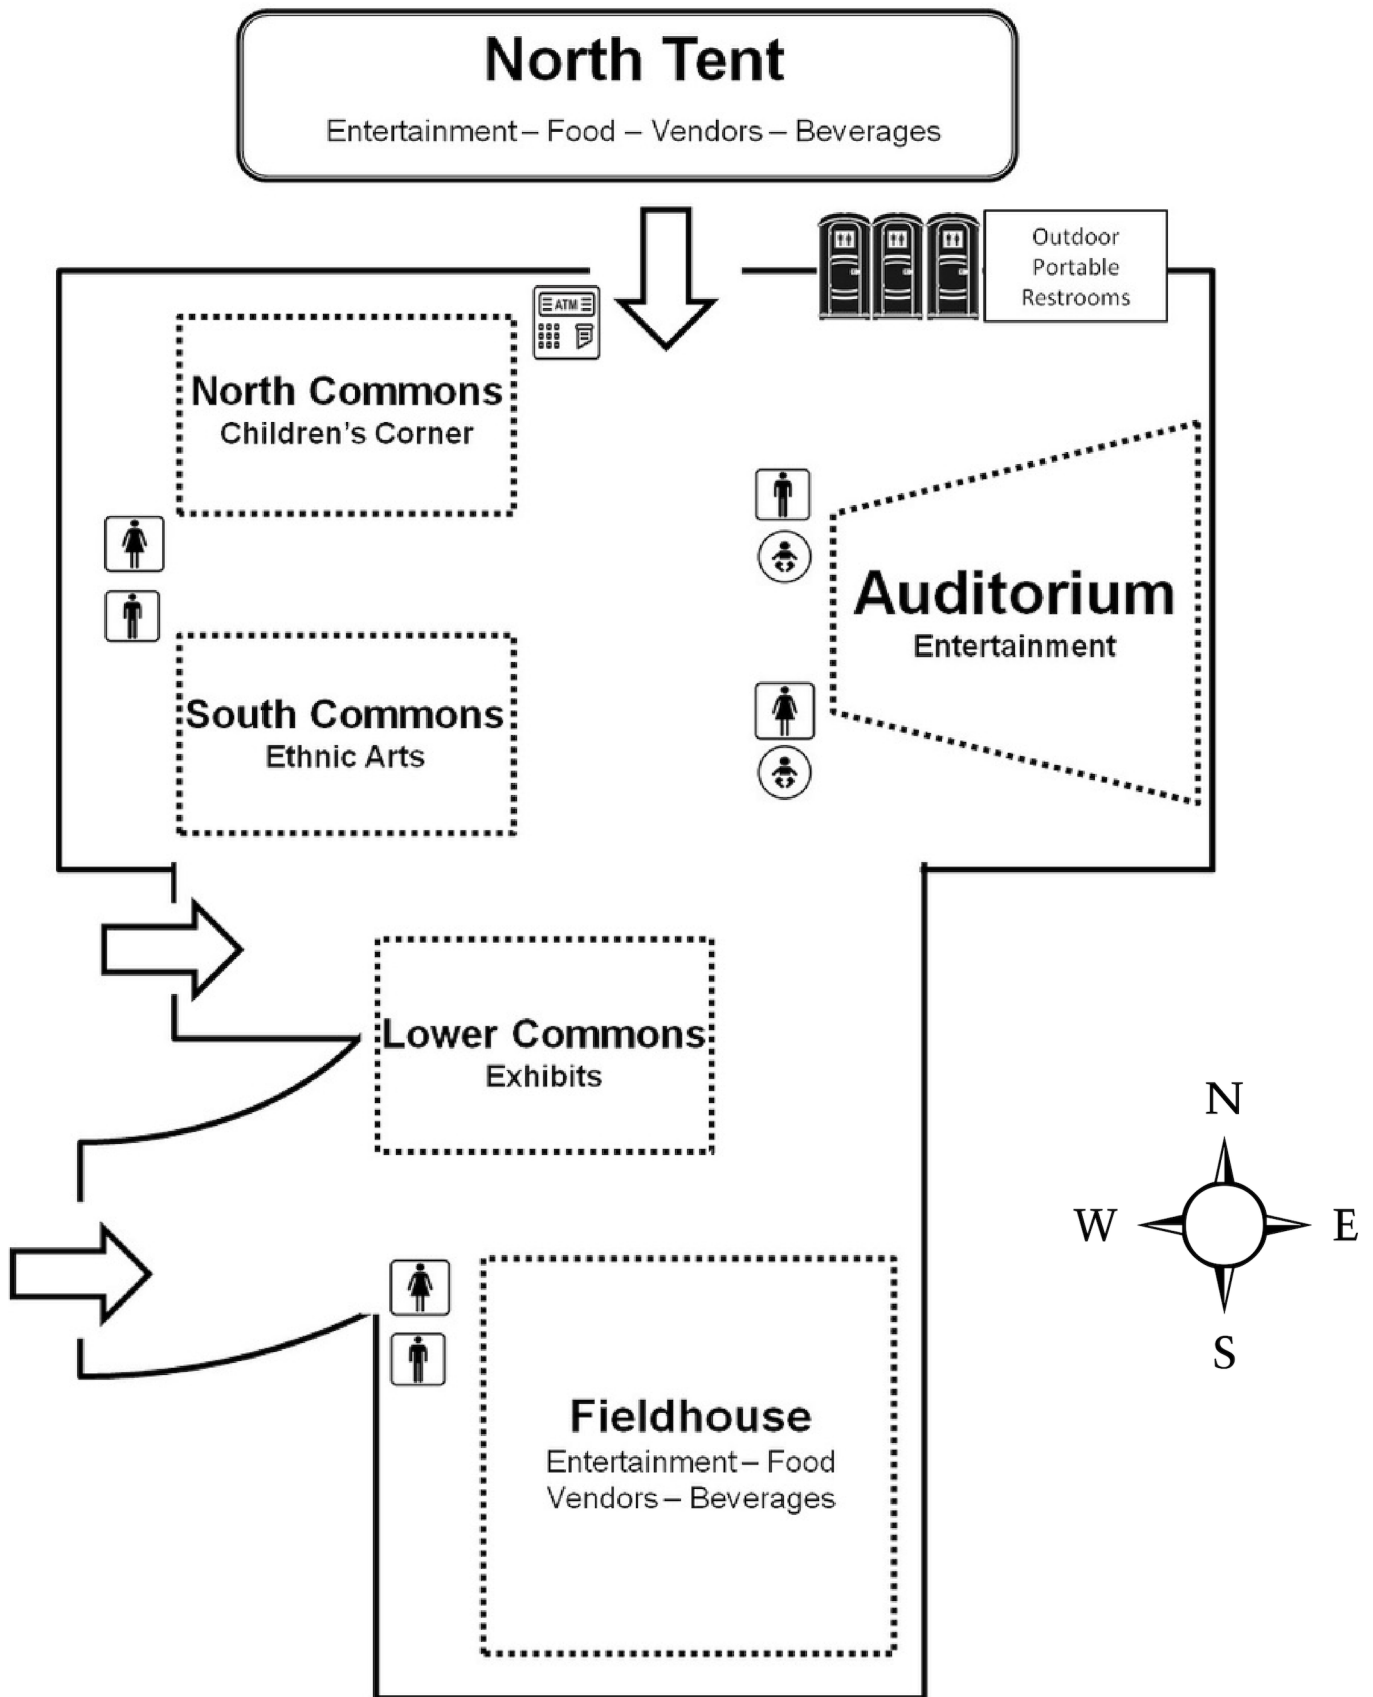 North Tent
Entertainment – Food – Vendors – Beverages
Outdoor
Portable
Restrooms
ATM
North Commons
Children's Corner
Auditorium
Entertainment
South Commons
Ethnic Arts
Lower Commons
Exhibits
N
W E
S
Fieldhouse
Entertainment – Food
Vendors – Beverages